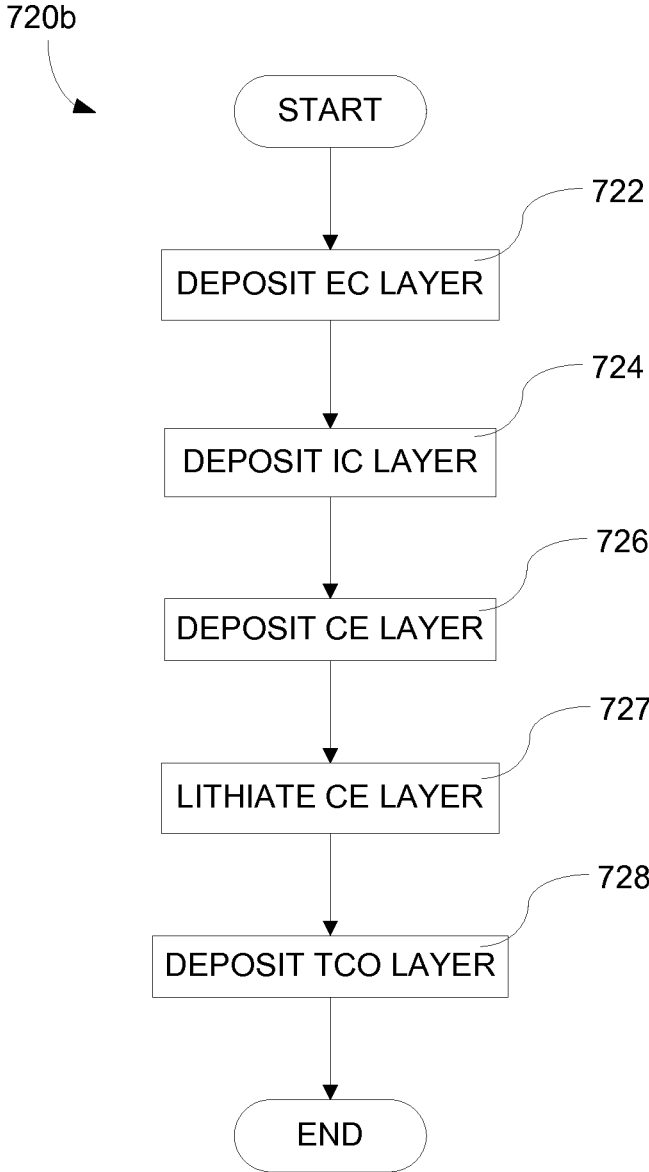 720b
START
722
DEPOSIT EC LAYER
724
DEPOSIT IC LAYER
726
DEPOSIT CE LAYER
727
LITHIATE CE LAYER
728
DEPOSIT TCO LAYER
END